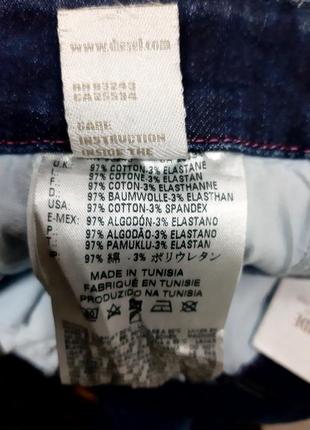 www.diesel.com
RN 93243
CA25594
CARE
INSTRUCTION
INSIDE THE
U.K: 97% COTTON-3% ELASTANE
97% COTONE-3% ELASTAN
97% COTON-3% ELASTHANNE
D: 97% BAUMWOLLE-3% ELASTHAN
USA: 97% COTTON-3% SPANDEX
E-MEX: 97% ALGODÓN-3% ELASTANO
P: 97% ALGODÃO-3% ELASTANO
97% PAMUKLU-3% ELASTAN
97% 綿 -3% ポリウレタン
MADE IN TUNISIA
FABRIQUÉ EN TUNISIE
PRODUZIDO NA TUNISIA